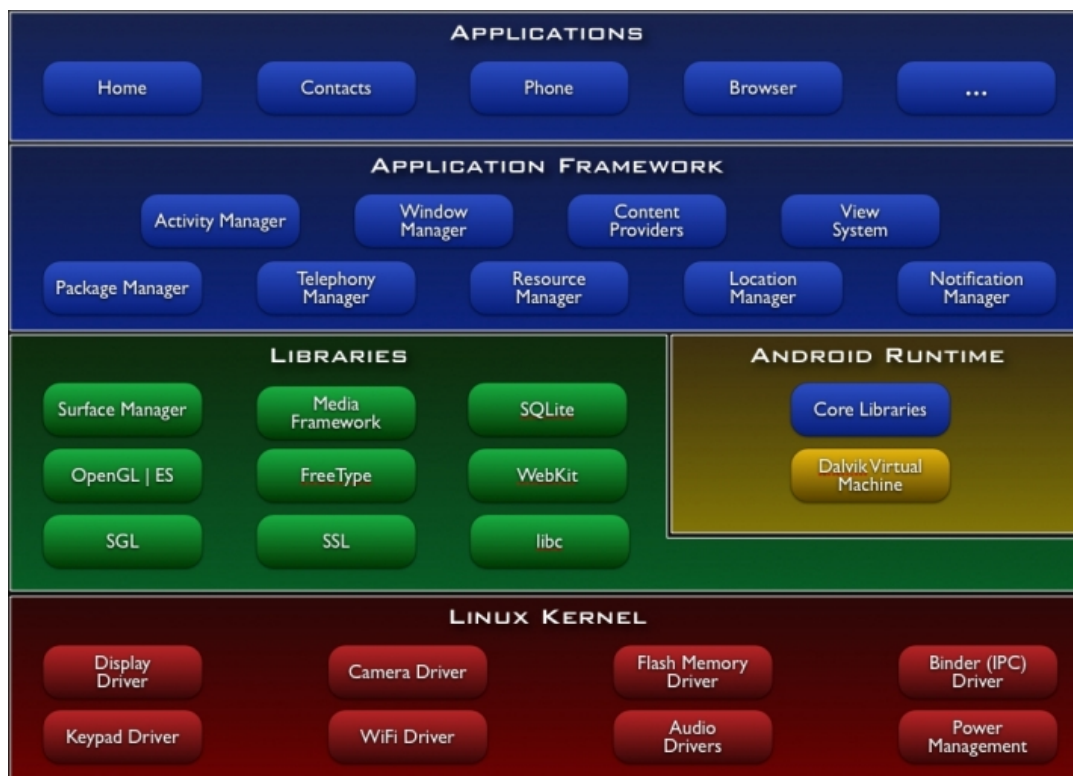 APPLICATIONS
Home
Contacts
Phone
Browser
...
APPLICATION FRAMEWORK
Activity Manager
Window
Manager
Content
Providers
View
System
Package Manager
Telephony
Manager
Resource
Manager
Location
Manager
Notification
Manager
LIBRARIES
Surface Manager
Media
Framework
SQLite
OpenGL | ES
FreeType
WebKit
SGL
SSL
libc
ANDROID RUNTIME
Core Libraries
Dalvik Virtual
Machine
LINUX KERNEL
Display
Driver
Camera Driver
Flash Memory
Driver
Binder (IPC)
Driver
Keypad Driver
WiFi Driver
Audio
Drivers
Power
Management